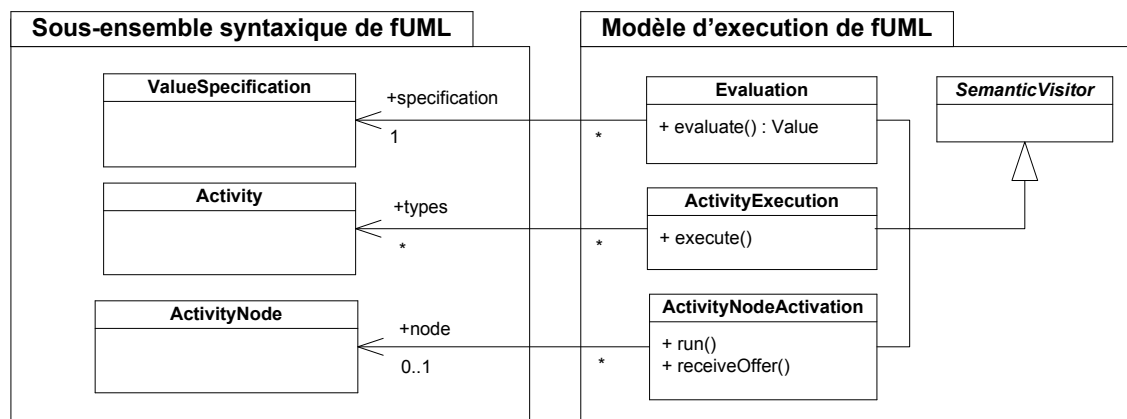 Sous-ensemble syntaxique de fUML
Modèle d'execution de fUML
ValueSpecification
+specification
1
*
Evaluation
+ evaluate() : Value
SemanticVisitor
Activity
+types
*
*
ActivityExecution
+ execute()
ActivityNode
+node
0..1
*
ActivityNodeActivation
+ run()
+ receiveOffer()